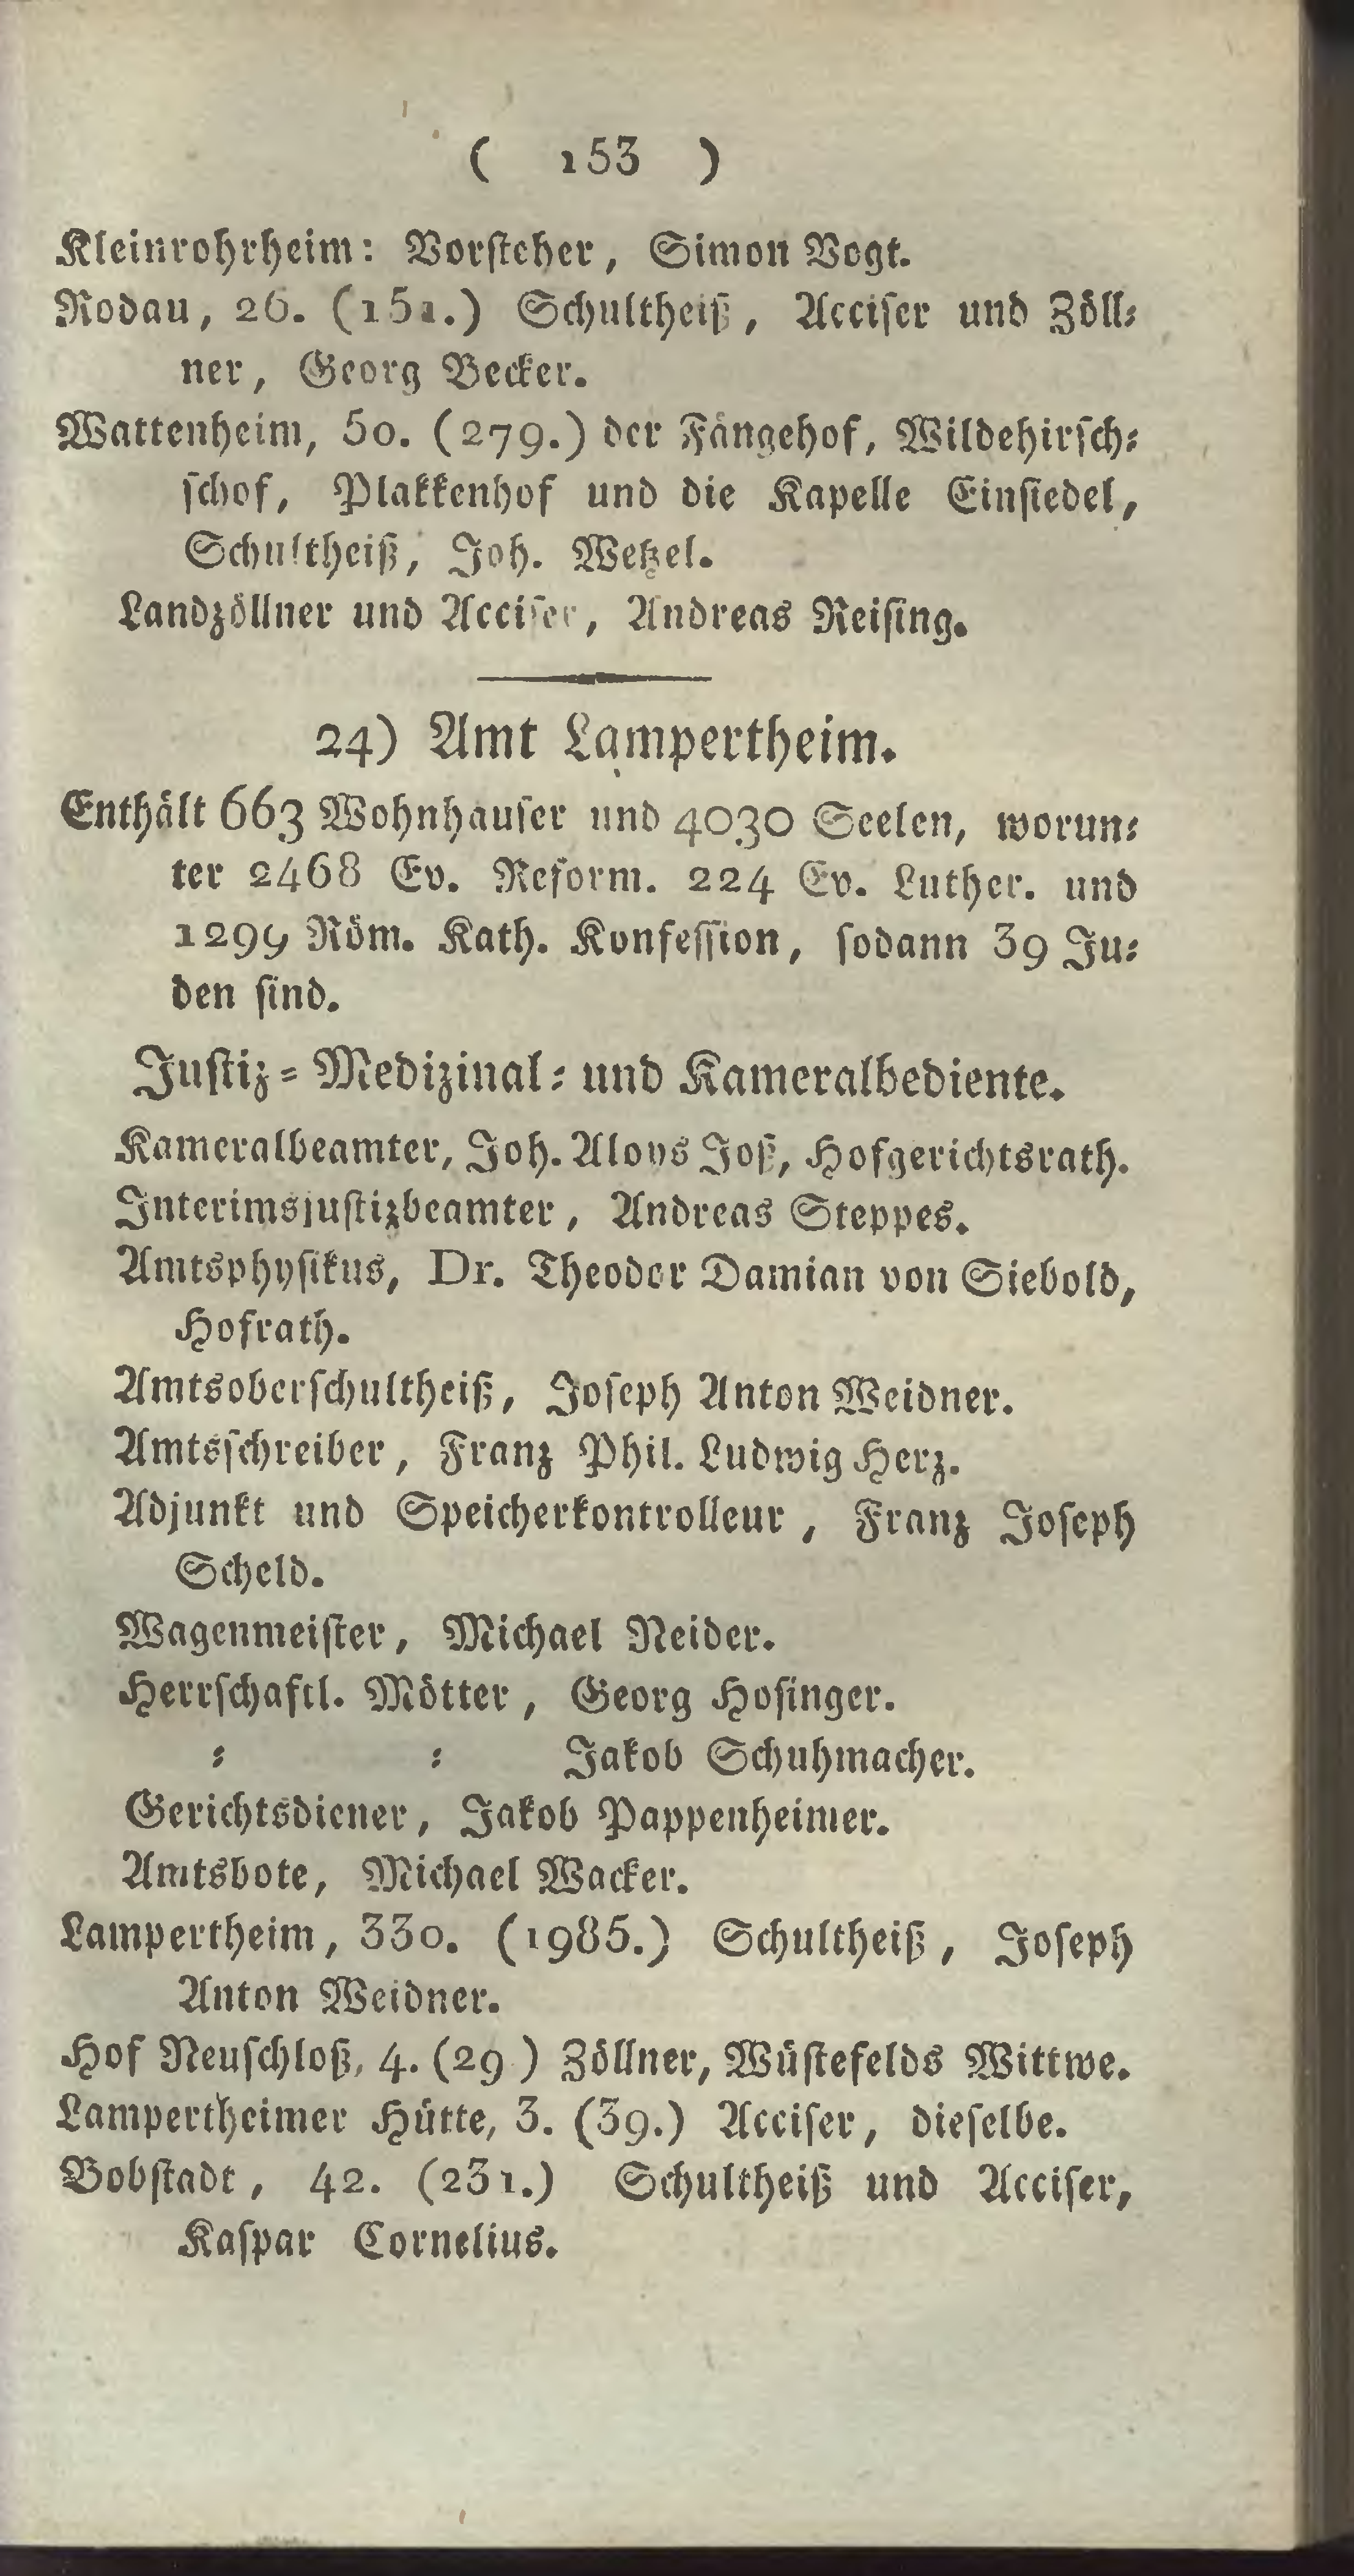 ( 153 )
Kleinrohrheim: Vorsteher, Simon Vogt.
Rodau, 26. (151.) Schultheiß, Acciser und Zöll-
ner, Georg Becker.
Wattenheim, 50. (279.) der Fängehof, Wildehirsch-
schof, Plakkenhof und die Kapelle Einsiedel,
Schultheiß, Joh. Wetzel.
Landzöllner und Acciser, Andreas Reising.
24) Amt Lampertheim.
Enthält 663 Wohnhauser und 4030 Seelen, worun-
ter 2468 Ev. Reform. 224 Ev. Luther. und
1299 Röm. Kath. Konfession, sodann 39 Ju-
den sind.
Justiz- Medizinal- und Kameralbediente.
Kameralbeamter, Joh. Aloys Joß, Hofgerichtsrath.
Interimsjustizbeamter, Andreas Steppes.
Amtsphysikus, Dr. Theodor Damian von Siebold,
Hofrath.
Amtsoberschultheiß, Joseph Anton Weidner.
Amtsschreiber, Franz Phil. Ludwig Herz.
Adjunkt und Speicherkontrolleur, Franz Joseph
Scheld.
Wagenmeister, Michael Neider.
Herrschaftl. Mötter, Georg Hosinger.
- - Jakob Schuhmacher.
Gerichtsdiener, Jakob Pappenheimer.
Amtsbote, Michael Wacker.
Lampertheim, 330. (1985.) Schultheiß, Joseph
Anton Weidner.
Hof Neuschloß, 4. (29.) Zöllner, Wüstefelds Wittwe.
Lampertheimer Hütte, 3. (39.) Acciser, dieselbe.
Bobstadt, 42. (231.) Schultheiß und Acciser,
Kaspar Cornelius.